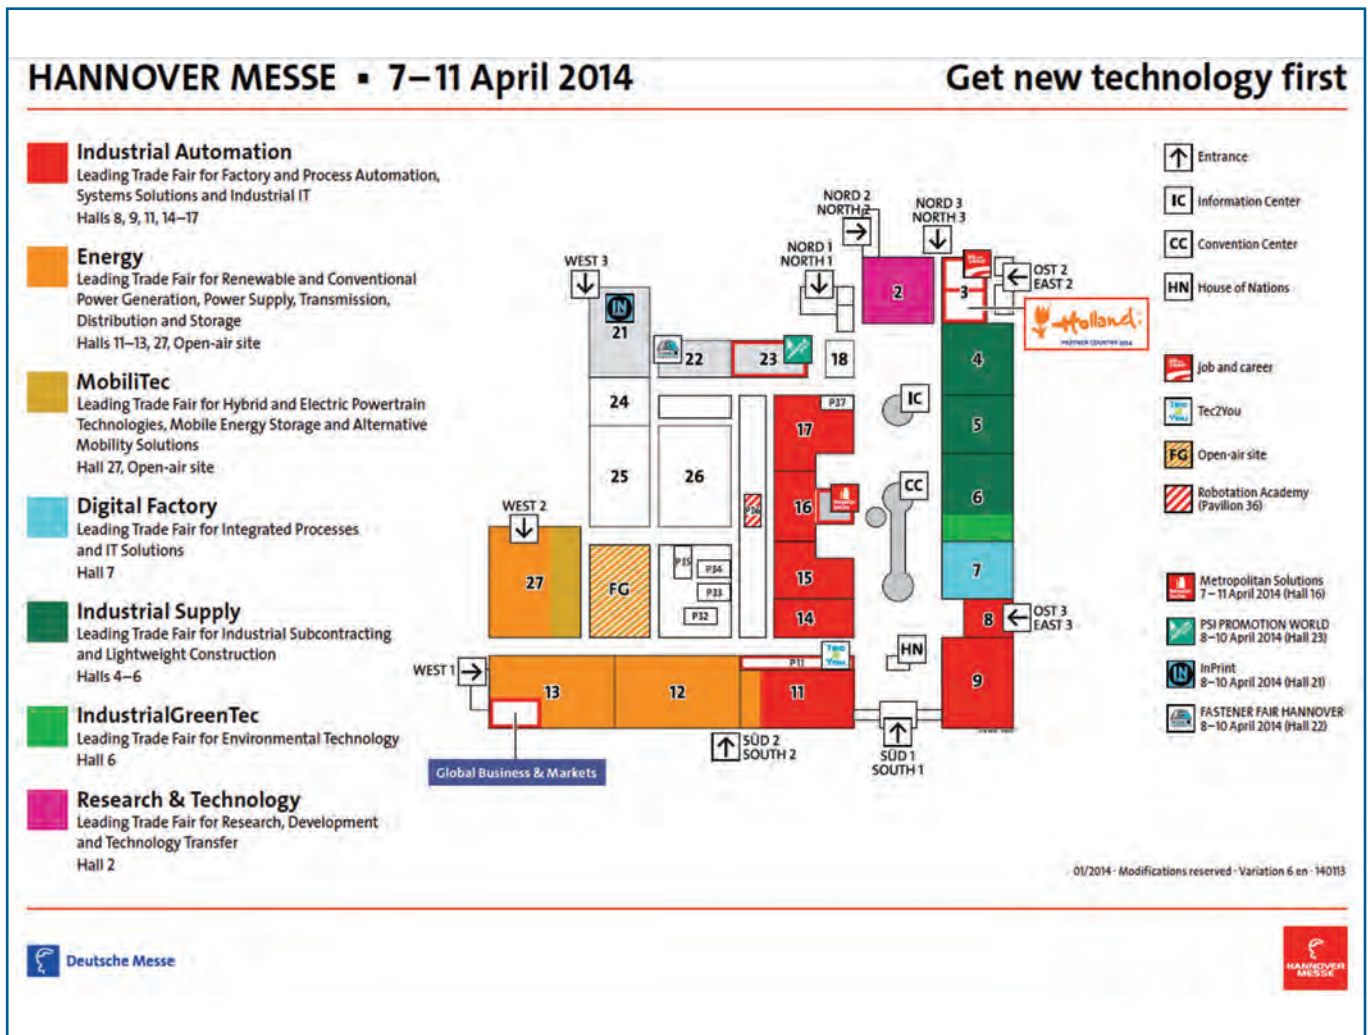 HANNOVER MESSE ▪ 7–11 April 2014
Get new technology first
Industrial Automation
Leading Trade Fair for Factory and Process Automation,
Systems Solutions and Industrial IT
Halls 8, 9, 11, 14–17
Energy
Leading Trade Fair for Renewable and Conventional
Power Generation, Power Supply, Transmission,
Distribution and Storage
Halls 11–13, 27, Open-air site
MobiliTec
Leading Trade Fair for Hybrid and Electric Powertrain
Technologies, Mobile Energy Storage and Alternative
Mobility Solutions
Hall 27, Open-air site
Digital Factory
Leading Trade Fair for Integrated Processes
and IT Solutions
Hall 7
Industrial Supply
Leading Trade Fair for Industrial Subcontracting
and Lightweight Construction
Halls 4–6
IndustrialGreenTec
Leading Trade Fair for Environmental Technology
Hall 6
Research & Technology
Leading Trade Fair for Research, Development
and Technology Transfer
Hall 2
NORD 2
NORTH 2
NORD 3
NORTH 3
NORD 1
NORTH 1
WEST 3
OST 2
EAST 2
IN
21
22
23
18
2
3
Holland
PARTNER COUNTRY 2014
4
24
P37
IC
17
5
25
26
CC
16
P36
6
WEST 2
27
FG
P35
P34
P33
P32
15
14
7
8
OST 3
EAST 3
HN
WEST 1
Tec
2
You
P11
13
12
11
9
SÜD 2
SOUTH 2
SÜD 1
SOUTH 1
Global Business & Markets
Entrance
IC Information Center
CC Convention Center
HN House of Nations
Job and career
Tec2You
FG Open-air site
Robotation Academy
(Pavilion 36)
Metropolitan Solutions
7–11 April 2014 (Hall 16)
PSI PROMOTION WORLD
8–10 April 2014 (Hall 23)
IN InPrint
8–10 April 2014 (Hall 21)
FASTENER FAIR HANNOVER
8–10 April 2014 (Hall 22)
01/2014 · Modifications reserved · Variation 6 en · 140113
Deutsche Messe
HANNOVER
MESSE